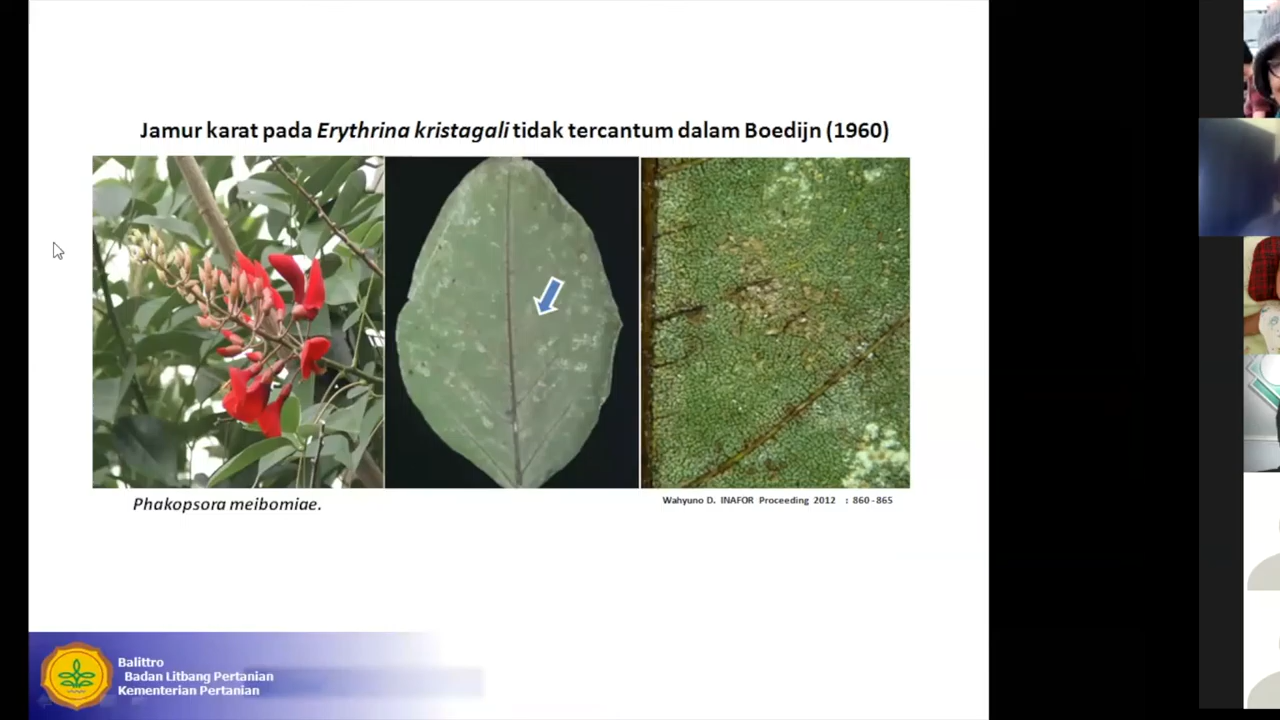 Jamur karat pada Erythrina kristagali tidak tercantum dalam Boedijn (1960)
Phakopsora meibomiae.
Wahyuno D. INAFOR Proceeding 2012 : 860-865
Balittro
Badan Litbang Pertanian
Kementerian Pertanian